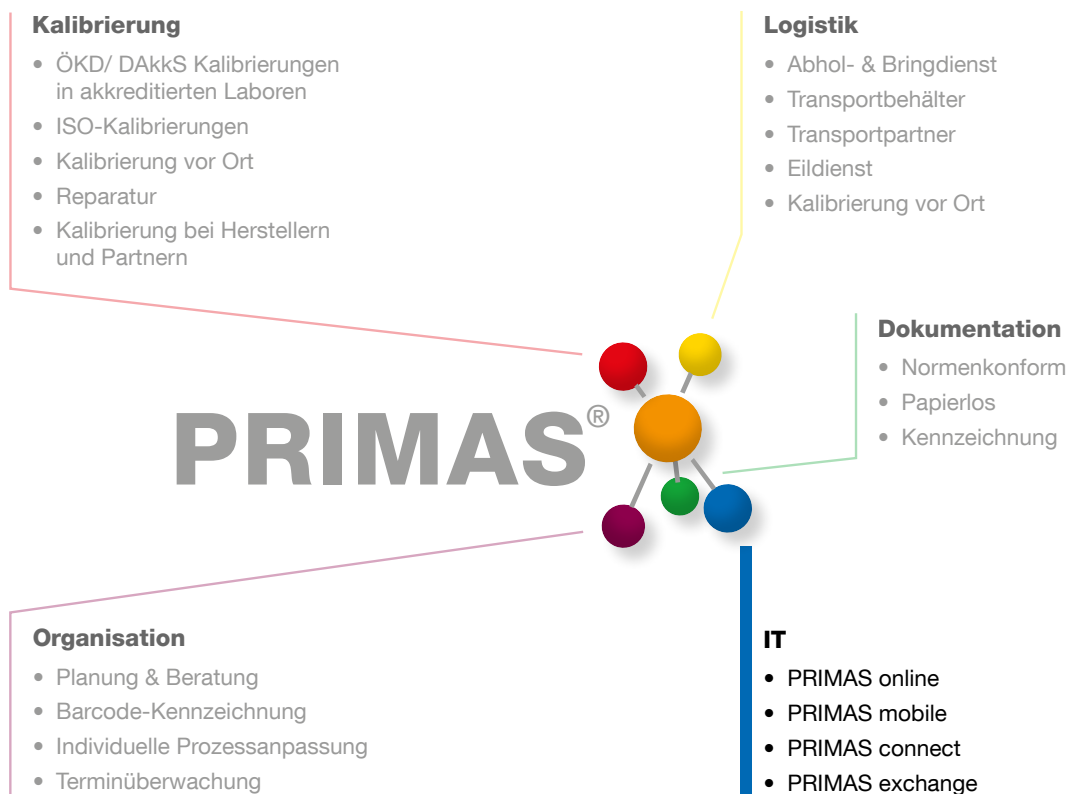 Kalibrierung
• ÖKD/ DAkkS Kalibrierungen
in akkreditierten Laboren
• ISO-Kalibrierungen
• Kalibrierung vor Ort
• Reparatur
• Kalibrierung bei Herstellern
und Partnern
Logistik
• Abhol- & Bringdienst
• Transportbehälter
• Transportpartner
• Eildienst
• Kalibrierung vor Ort
Dokumentation
• Normenkonform
• Papierlos
• Kennzeichnung
PRIMAS®
Organisation
• Planung & Beratung
• Barcode-Kennzeichnung
• Individuelle Prozessanpassung
• Terminüberwachung
IT
• PRIMAS online
• PRIMAS mobile
• PRIMAS connect
• PRIMAS exchange